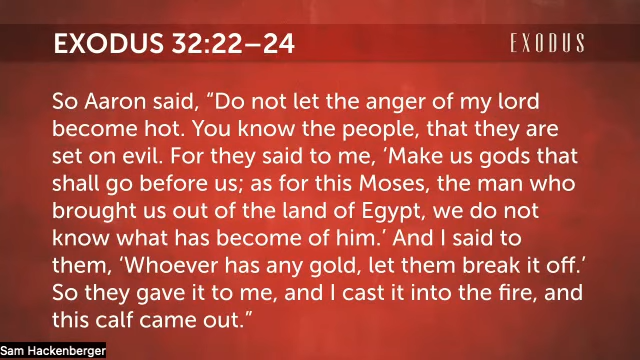 EXODUS 32:22–24
EXODUS
So Aaron said, “Do not let the anger of my lord
become hot. You know the people, that they are
set on evil. For they said to me, ‘Make us gods that
shall go before us; as for this Moses, the man who
brought us out of the land of Egypt, we do not
know what has become of him.’ And I said to
them, ‘Whoever has any gold, let them break it off.’
So they gave it to me, and I cast it into the fire, and
this calf came out.”
Sam Hackenberger